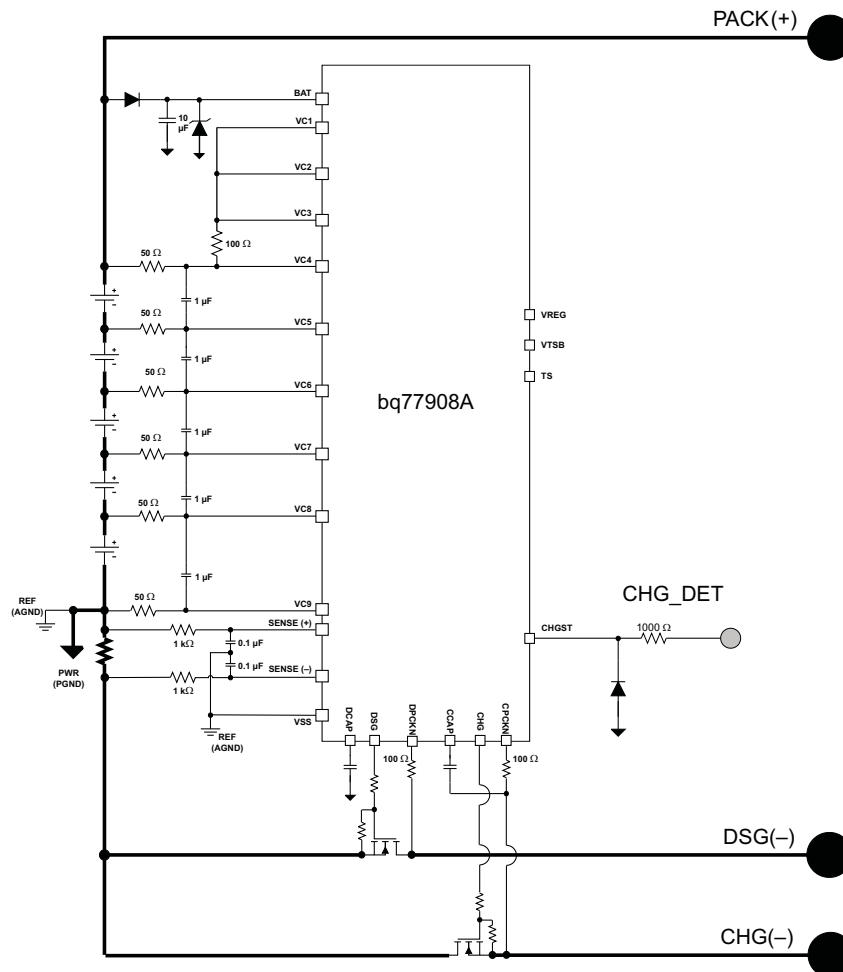 PACK(+)
BAT
10
µF
VC1
VC2
VC3
100 Ω
50 Ω
VC4
1 µF
VREG
50 Ω
VC5
VTSB
1 µF
50 Ω
VC6
TS
bq77908A
1 µF
50 Ω
VC7
1 µF
50 Ω
VC8
1 µF
50 Ω
VC9
REF
(AGND)
CHG_DET
SENSE (+)
1 kΩ
0.1 µF
CHGST
1000 Ω
0.1 µF
PWR
(PGND)
SENSE (–)
1 kΩ
VSS
REF
(AGND)
DCAP
DSG
DPCKN
CCAP
CHG
CPCKN
100 Ω
100 Ω
DSG(–)
CHG(–)